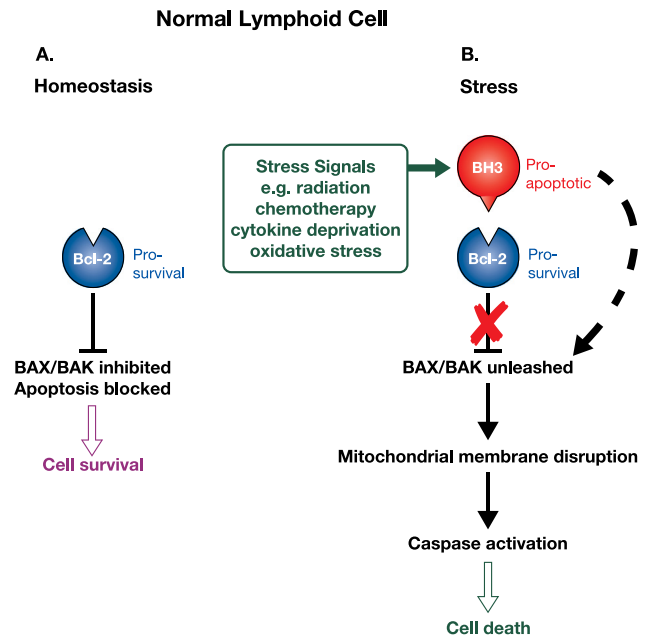 Normal Lymphoid Cell
A.
Homeostasis
Bcl-2
Pro-
survival
BAX/BAK inhibited
Apoptosis blocked
Cell survival
B.
Stress
Stress Signals
e.g. radiation
chemotherapy
cytokine deprivation
oxidative stress
BH3
Pro-
apoptotic
Bcl-2
Pro-
survival
BAX/BAK unleashed
Mitochondrial membrane disruption
Caspase activation
Cell death